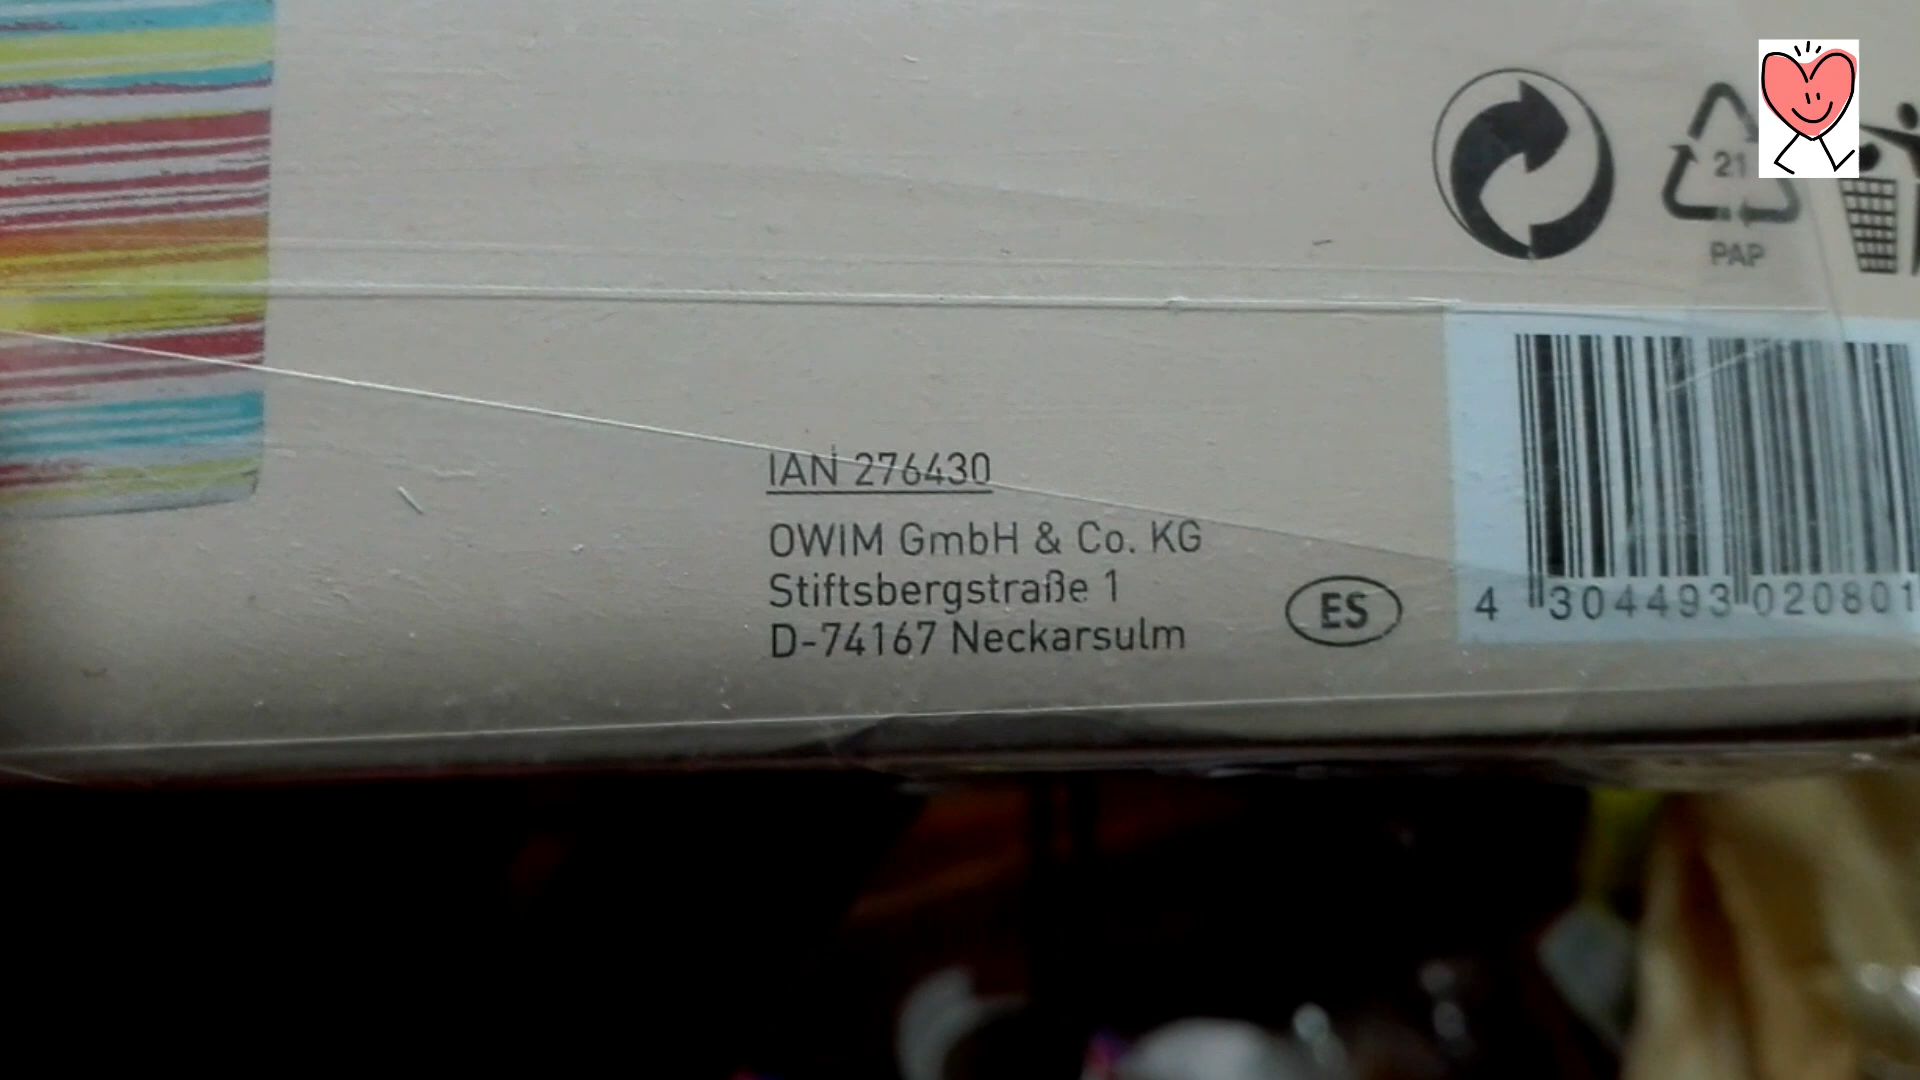 21
PAP
IAN 276430
OWIM GmbH & Co. KG
Stiftsbergstraße 1
D-74167 Neckarsulm
ES
4 304493 020801